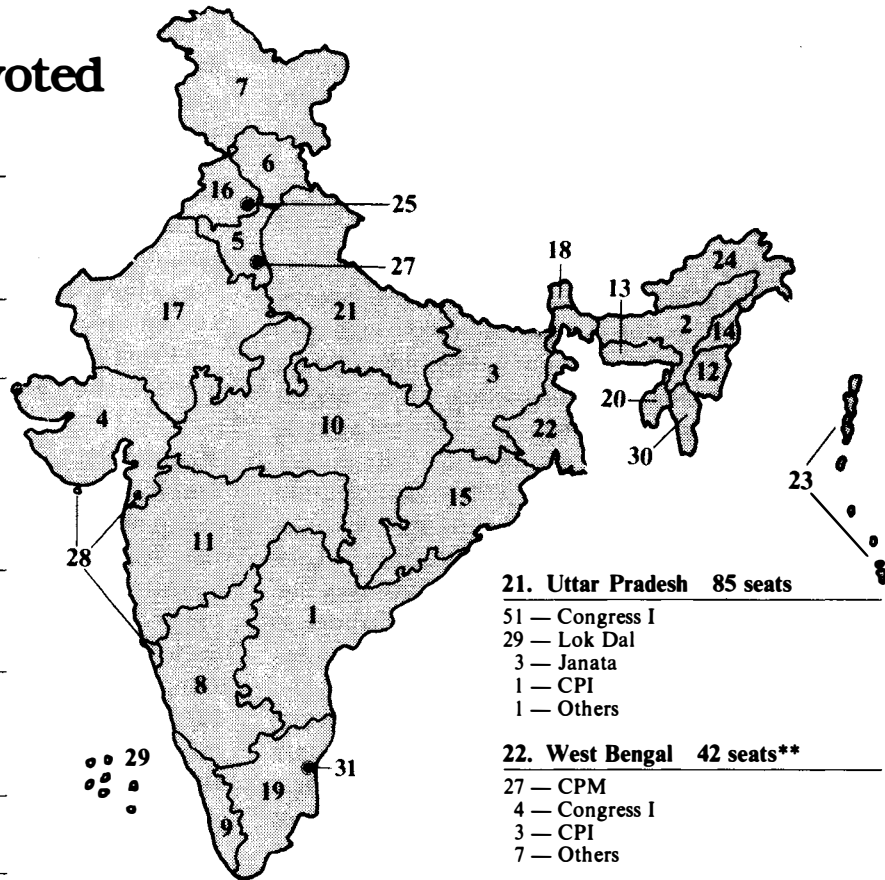 voted
7
6
16
25
5
27
18
24
13
17
21
2
14
3
12
4
20
10
22
30
23
15
28
11
21. Uttar Pradesh 85 seats
51 — Congress I
1
29 — Lok Dal
3 — Janata
1 — CPI
8
1 — Others
22. West Bengal 42 seats**
29
31
19
27 — CPM
4 — Congress I
9
3 — CPI
7 — Others